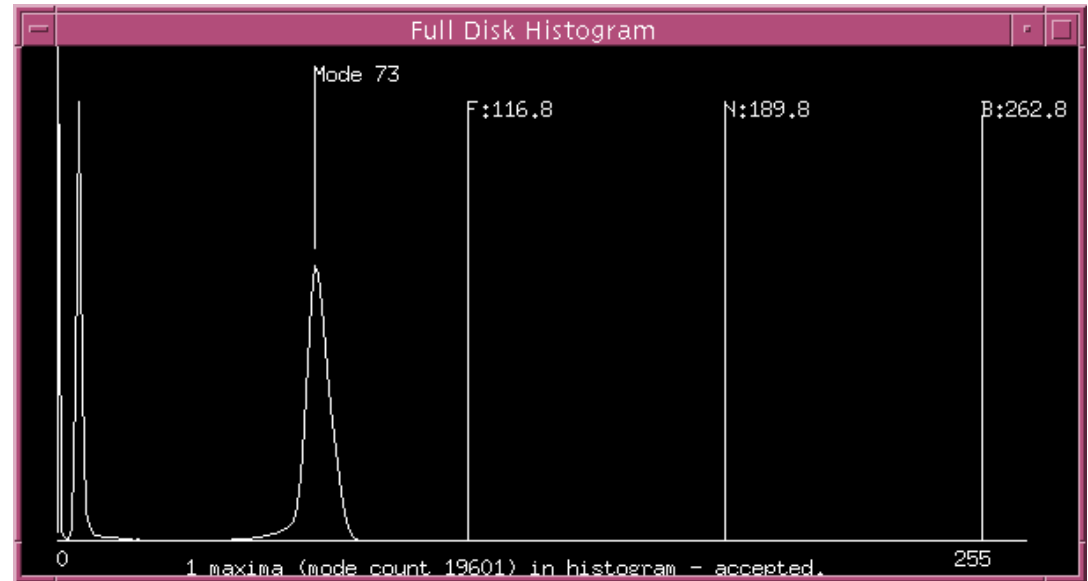 Full Disk Histogram
Mode 73
F:116.8 N:189.8 B:262.8
0 255
1 maxima (mode count 19601) in histogram - accepted.